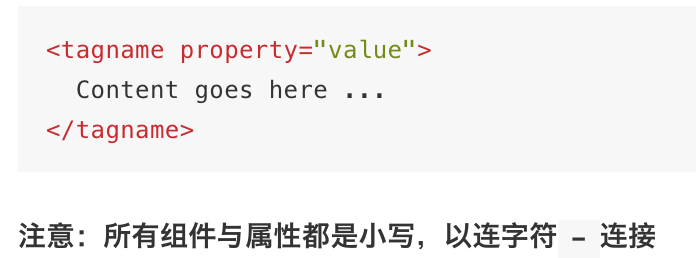 <tagname property="value">
Content goes here ...
</tagname>
注意：所有组件与属性都是小写，以连字符 - 连接